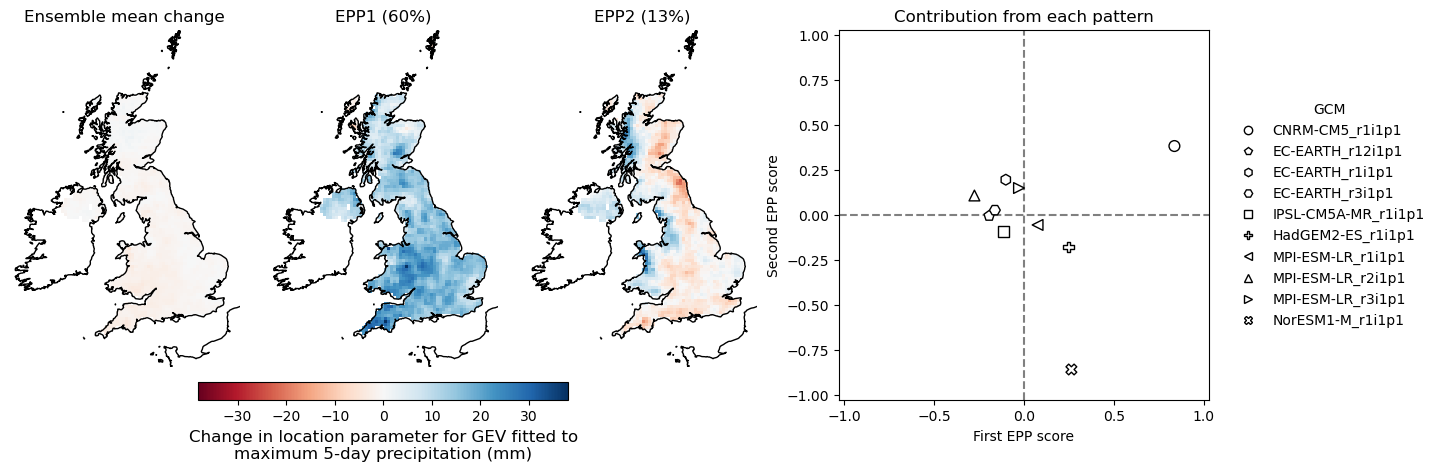 Ensemble mean change
EPP1 (60%)
EPP2 (13%)
−30 −20 −10 0 10 20 30
Change in location parameter for GEV fitted to
maximum 5-day precipitation (mm)
Contribution from each pattern
1.00
0.75
0.50
0.25
0.00
−0.25
−0.50
−0.75
−1.00
Second EPP score
−1.0 −0.5 0.0 0.5 1.0
First EPP score
GCM
CNRM-CM5_r1i1p1
EC-EARTH_r12i1p1
EC-EARTH_r1i1p1
EC-EARTH_r3i1p1
IPSL-CM5A-MR_r1i1p1
HadGEM2-ES_r1i1p1
MPI-ESM-LR_r1i1p1
MPI-ESM-LR_r2i1p1
MPI-ESM-LR_r3i1p1
NorESM1-M_r1i1p1